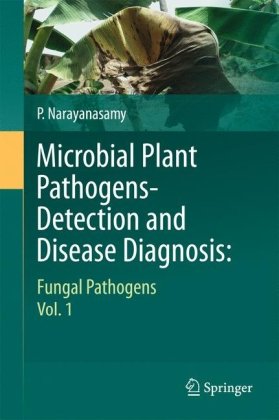 P. Narayanasamy
Microbial Plant
Pathogens-
Detection and
Disease Diagnosis:
Fungal Pathogens
Vol. 1
Springer